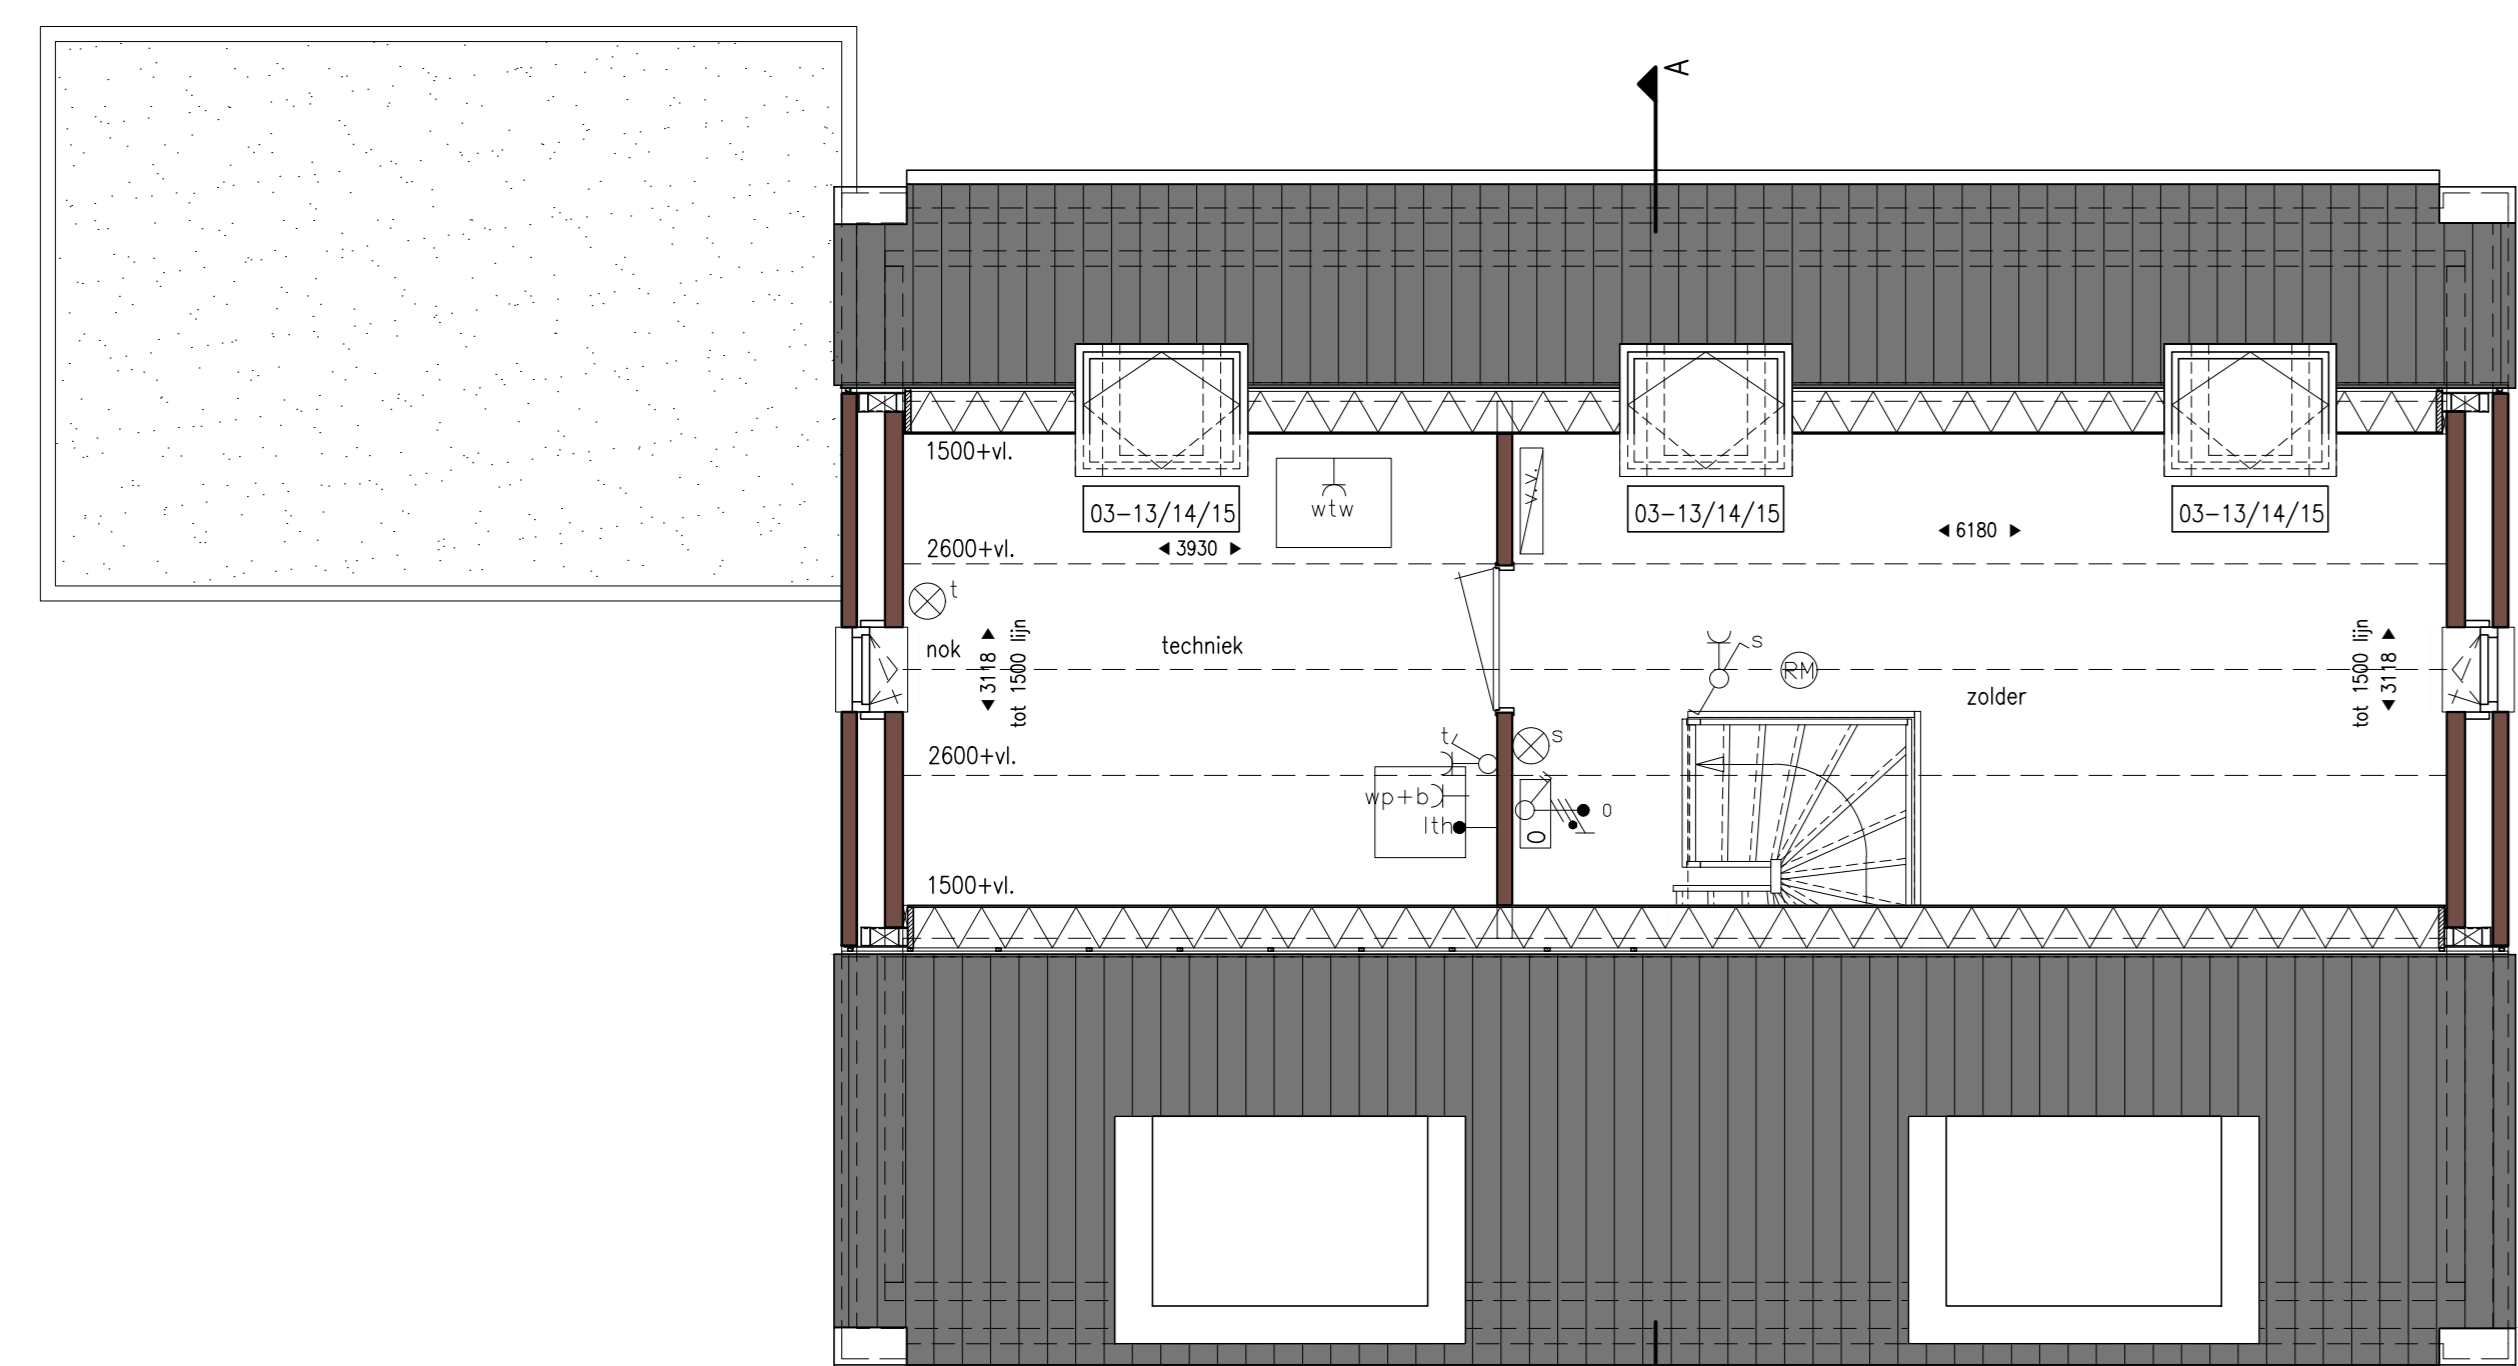 A
1500+vl.
wtw
v.v.
03-13/14/15
03-13/14/15
03-13/14/15
2600+vl.
3930
6180
t
nok
3118
tot 1500 lijn
techniek
s
RM
zolder
tot 1500 lijn
3118
t
s
2600+vl.
wp+b
lth
0
0
1500+vl.